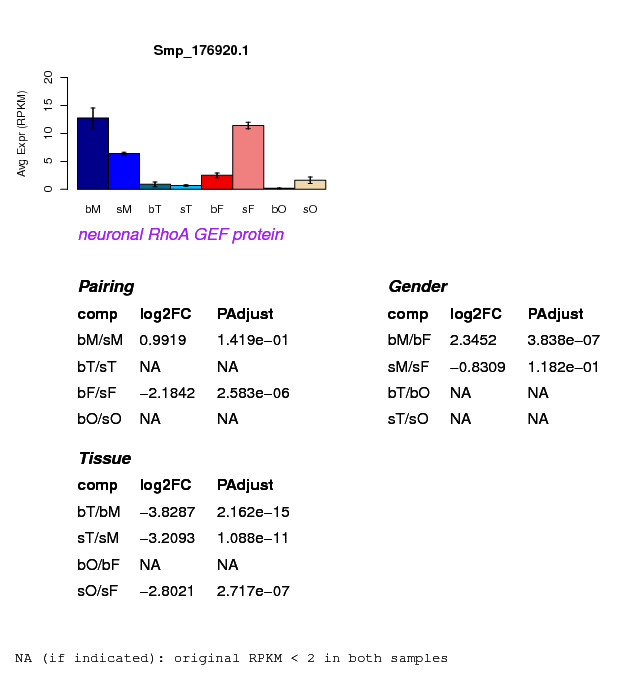 Smp_176920.1
Avg Expr (RPKM)
20
15
10
5
0
bM sM bT sT bF sF bO sO
neuronal RhoA GEF protein
Pairing
comp log2FC PAdjust
bM/sM 0.9919 1.419e−01
bT/sT NA NA
bF/sF −2.1842 2.583e−06
bO/sO NA NA
Gender
comp log2FC PAdjust
bM/bF 2.3452 3.838e−07
sM/sF −0.8309 1.182e−01
bT/bO NA NA
sT/sO NA NA
Tissue
comp log2FC PAdjust
bT/bM −3.8287 2.162e−15
sT/sM −3.2093 1.088e−11
bO/bF NA NA
sO/sF −2.8021 2.717e−07
NA (if indicated): original RPKM < 2 in both samples